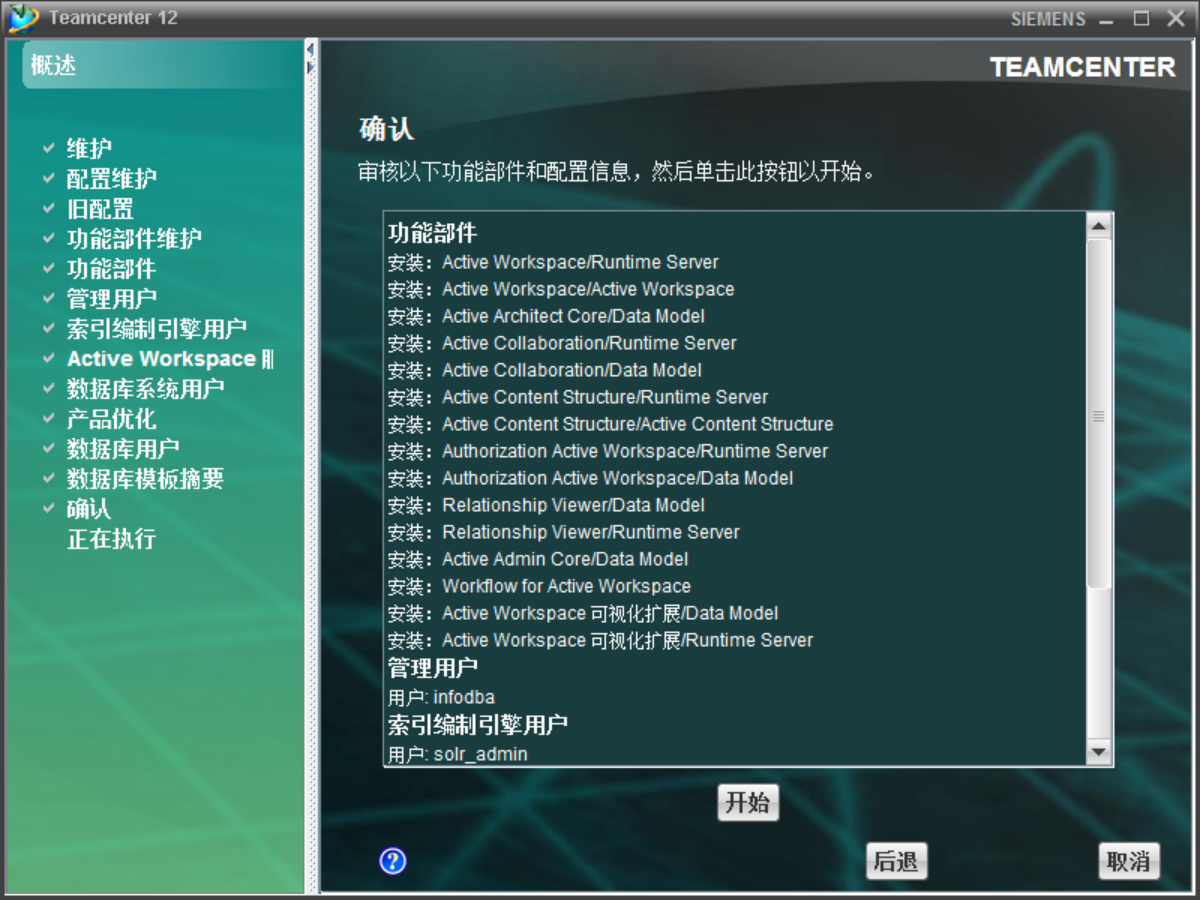 Teamcenter 12
SIEMENS
概述
维护
配置维护
旧配置
功能部件维护
功能部件
管理用户
索引编制引擎用户
Active Workspace
数据库系统用户
产品优化
数据库用户
数据库模板摘要
确认
正在执行
TEAMCENTER
确认
审核以下功能部件和配置信息，然后单击此按钮以开始。
功能部件
安装：Active Workspace/Runtime Server
安装：Active Workspace/Active Workspace
安装：Active Architect Core/Data Model
安装：Active Collaboration/Runtime Server
安装：Active Collaboration/Data Model
安装：Active Content Structure/Runtime Server
安装：Active Content Structure/Active Content Structure
安装：Authorization Active Workspace/Runtime Server
安装：Authorization Active Workspace/Data Model
安装：Relationship Viewer/Data Model
安装：Relationship Viewer/Runtime Server
安装：Active Admin Core/Data Model
安装：Workflow for Active Workspace
安装：Active Workspace 可视化扩展/Data Model
安装：Active Workspace 可视化扩展/Runtime Server
管理用户
用户: infodba
索引编制引擎用户
用户: solr_admin
开始
?
后退
取消